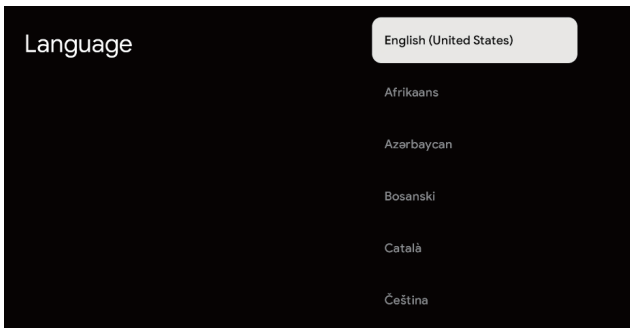 Language
English (United States)
Afrikaans
Azərbaycan
Bosanski
Català
Čeština